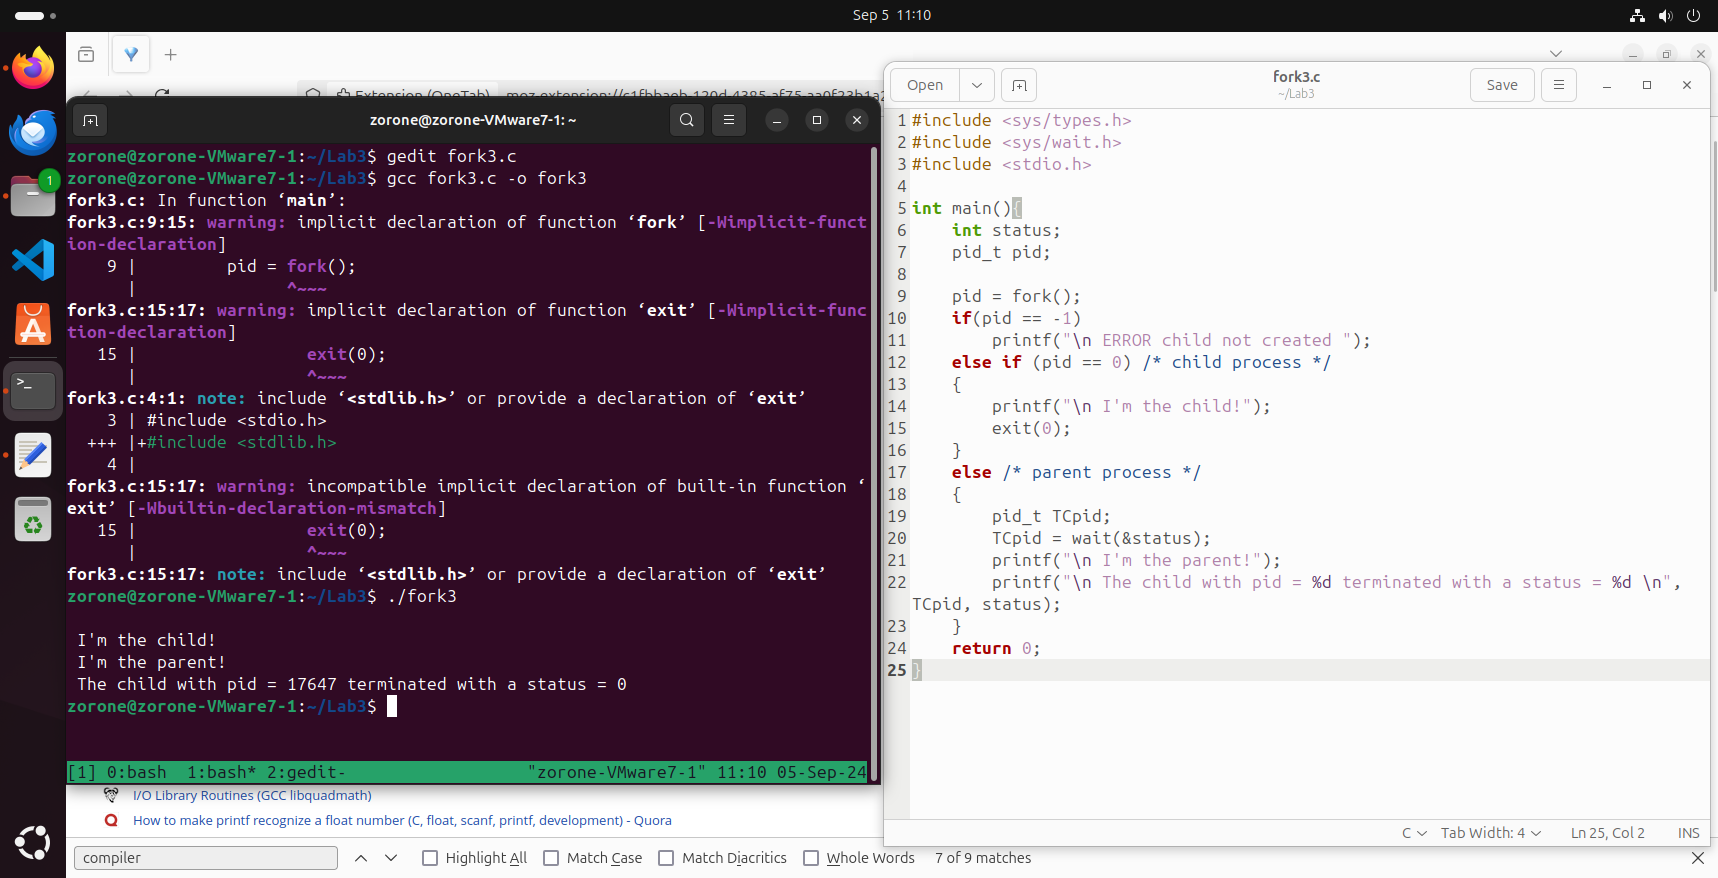 Sep 5 11:10
Extension (OneTab)
1
zorone@zorone-VMware7-1: ~
zorone@zorone-VMware7-1:~/Lab3$ gedit fork3.c
zorone@zorone-VMware7-1:~/Lab3$ gcc fork3.c -o fork3
fork3.c: In function ‘main’:
fork3.c:9:15: warning: implicit declaration of function ‘fork’ [-Wimplicit-funct
ion-declaration]
9 | pid = fork();
| ^~~~
fork3.c:15:17: warning: implicit declaration of function ‘exit’ [-Wimplicit-func
tion-declaration]
15 | exit(0);
| ^~~~
fork3.c:4:1: note: include ‘<stdlib.h>’ or provide a declaration of ‘exit’
3 | #include <stdio.h>
+++ |+#include <stdlib.h>
4 |
fork3.c:15:17: warning: incompatible implicit declaration of built-in function ‘
exit’ [-Wbuiltin-declaration-mismatch]
15 | exit(0);
| ^~~~
fork3.c:15:17: note: include ‘<stdlib.h>’ or provide a declaration of ‘exit’
zorone@zorone-VMware7-1:~/Lab3$ ./fork3
I'm the child!
I'm the parent!
The child with pid = 17647 terminated with a status = 0
zorone@zorone-VMware7-1:~/Lab3$
[1] 0:bash 1:bash* 2:gedit- "zorone-VMware7-1" 11:10 05-Sep-24
Open
fork3.c
~/Lab3
Save
1 #include <sys/types.h>
2 #include <sys/wait.h>
3 #include <stdio.h>
4
5 int main(){
6 int status;
7 pid_t pid;
8
9 pid = fork();
10 if(pid == -1)
11 printf("\n ERROR child not created ");
12 else if (pid == 0) /* child process */
13 {
14 printf("\n I'm the child!");
15 exit(0);
16 }
17 else /* parent process */
18 {
19 pid_t TCpid;
20 TCpid = wait(&status);
21 printf("\n I'm the parent!");
22 printf("\n The child with pid = %d terminated with a status = %d \n",
TCpid, status);
23 }
24 return 0;
25 }
C Tab Width: 4 Ln 25, Col 2 INS
I/O Library Routines (GCC libquadmath)
How to make printf recognize a float number (C, float, scanf, printf, development) - Quora
compiler Highlight All Match Case Match Diacritics Whole Words 7 of 9 matches